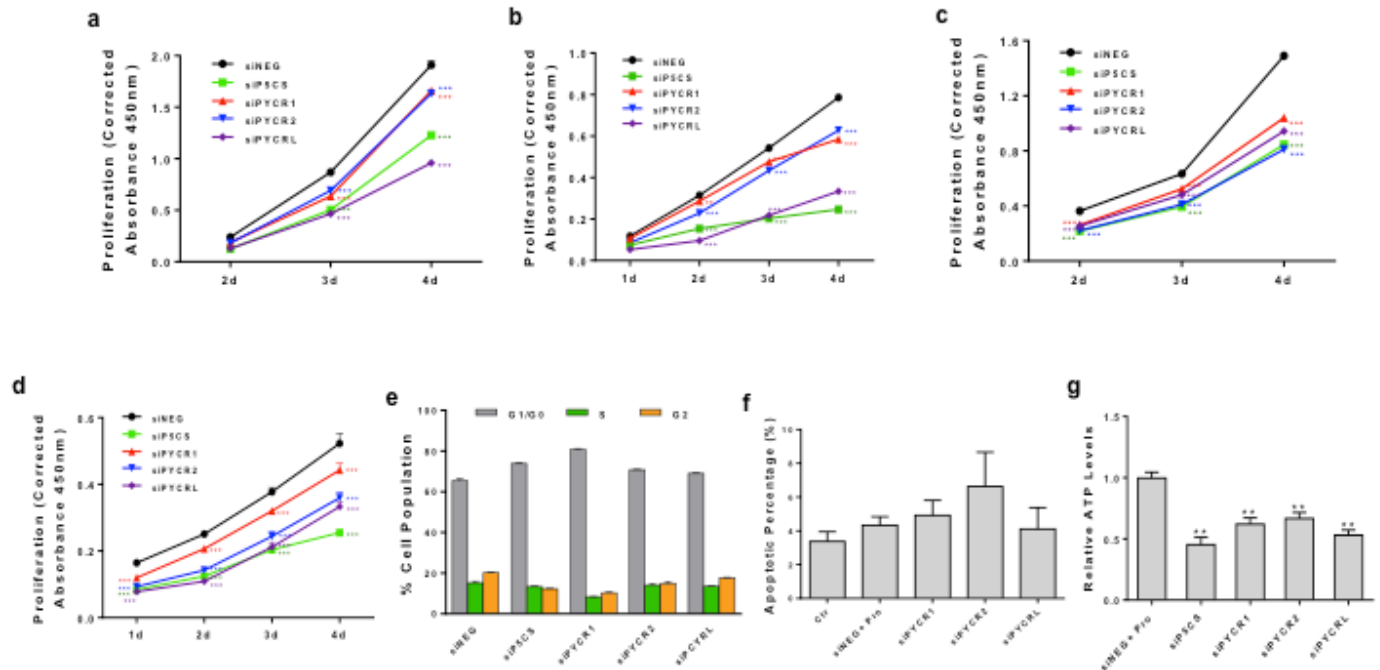 a
Proliferation (Corrected
Absorbance 450nm)
2.0
1.5
1.0
0.5
0.0
siNEG
siP5CS
siPYCR1
siPYCR2
siPYCRL
***
***
***
***
***
***
***
***
2d
3d
4d
b
Proliferation (Corrected
Absorbance 450nm)
1.0
0.8
0.6
0.4
0.2
0.0
siNEG
siP5CS
siPYCR1
siPYCR2
siPYCRL
1d
2d
3d
4d
c
Proliferation (Corrected
Absorbance 450nm)
1.6
1.2
0.8
0.4
0.0
siNEG
siP5CS
siPYCR1
siPYCR2
siPYCRL
2d
3d
4d
d
Proliferation (Corrected
Absorbance 450nm)
0.6
0.4
0.2
0.0
siNEG
siP5CS
siPYCR1
siPYCR2
siPYCRL
1d
2d
3d
4d
e
% Cell Population
100
80
60
40
20
0
G1/G0 S G2
siNEG
siP5CS
siPYCR1
siPYCR2
siPCYRL
f
Apoptotic Percentage (%)
10
8
6
4
2
0
Ctr
siNEG+Pro
siPYCR1
siPYCR2
siPYCRL
g
Relative ATP Levels
1.5
1.0
0.5
0.0
** ** ** **
siNEG+Pro
siP5CS
siPYCR1
siPYCR2
siPYCRL